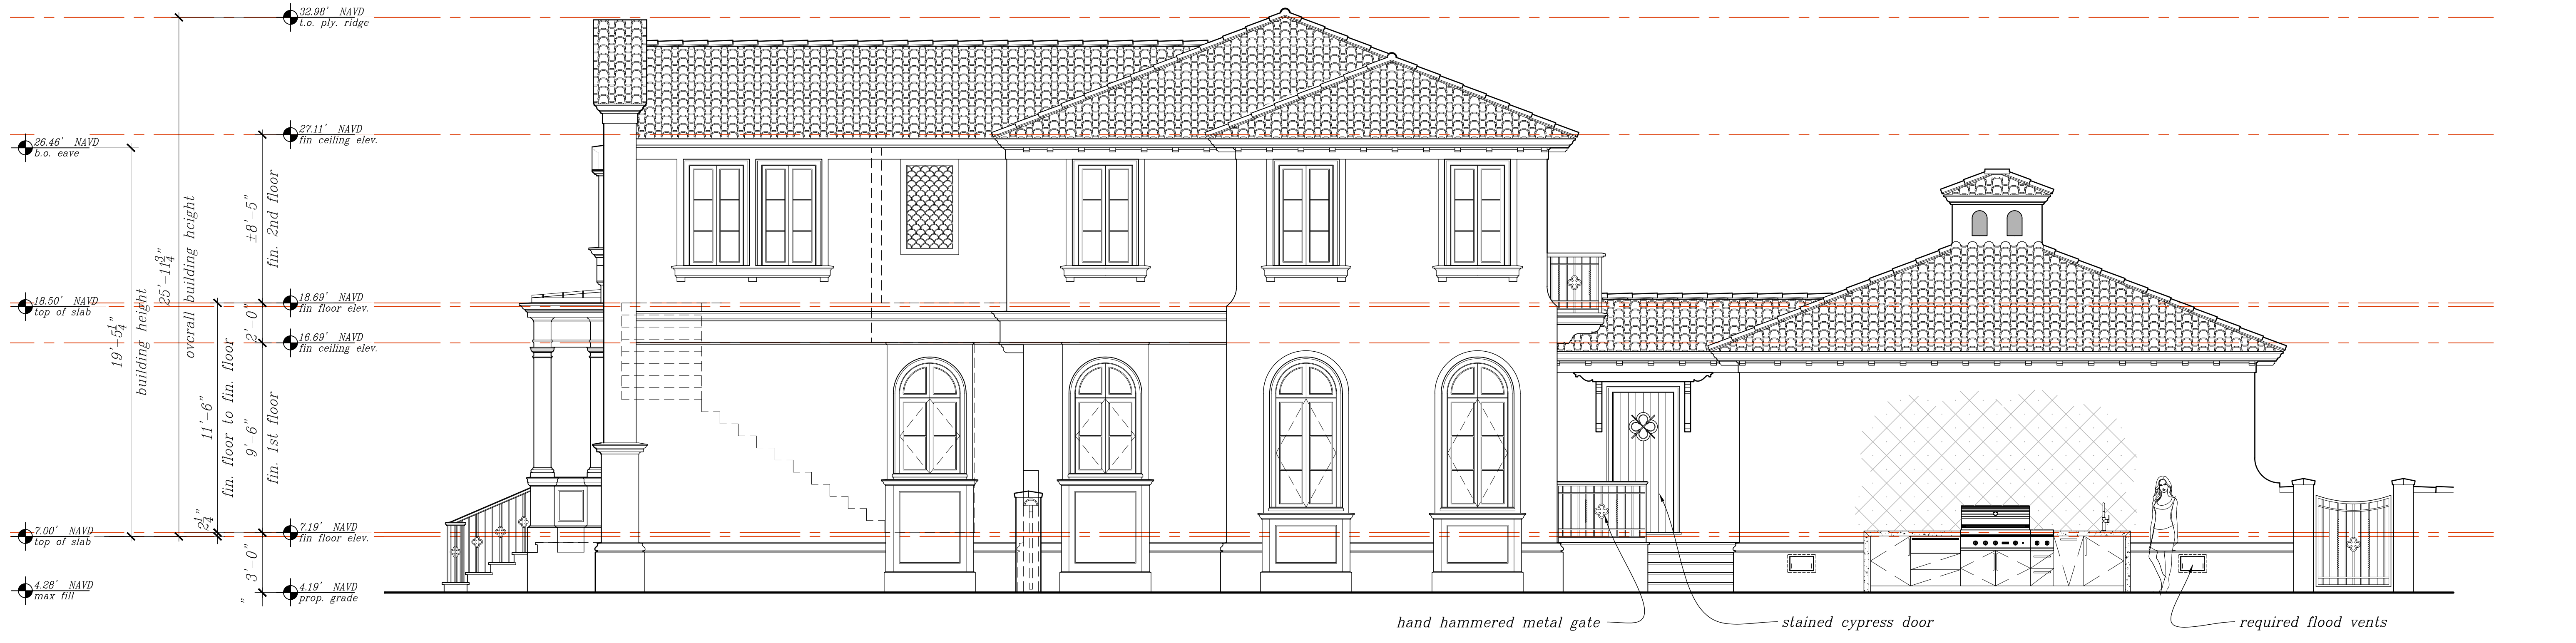 32.98' NAVD
t.o. ply. ridge
27.11' NAVD
fin ceiling elev.
26.46' NAVD
b.o. eave
18.69' NAVD
fin floor elev.
18.50' NAVD
top of slab
16.69' NAVD
fin ceiling elev.
7.19' NAVD
fin floor elev.
7.00' NAVD
top of slab
4.28' NAVD
max fill
4.19' NAVD
prop. grade
19'-5 1/4"
building height
25'-11 3/4"
overall building height
11'-6"
fin. floor to fin. floor
2 1/4"
±8'-5"
fin. 2nd floor
2'-0"
9'-6"
fin. 1st floor
3'-0"
"
hand hammered metal gate
stained cypress door
required flood vents